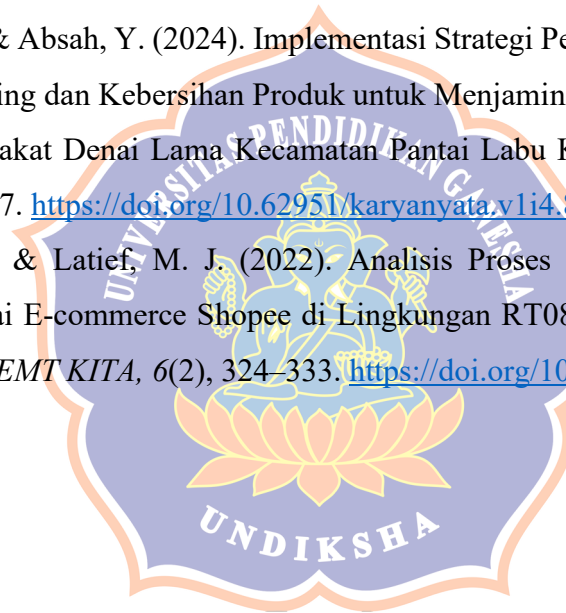 & Absah, Y. (2024). Implementasi Strategi Pe
ing dan Kebersihan Produk untuk Menjamin
akat Denai Lama Kecamatan Pantai Labu K
7. https://doi.org/10.62951/karyanyata.v1i4.
& Latief, M. J. (2022). Analisis Proses
ai E-commerce Shopee di Lingkungan RT08
EMT KITA, 6(2), 324–333. https://doi.org/10
UNIVERSITAS PENDIDIKAN GANESHA
UNDIKSHA